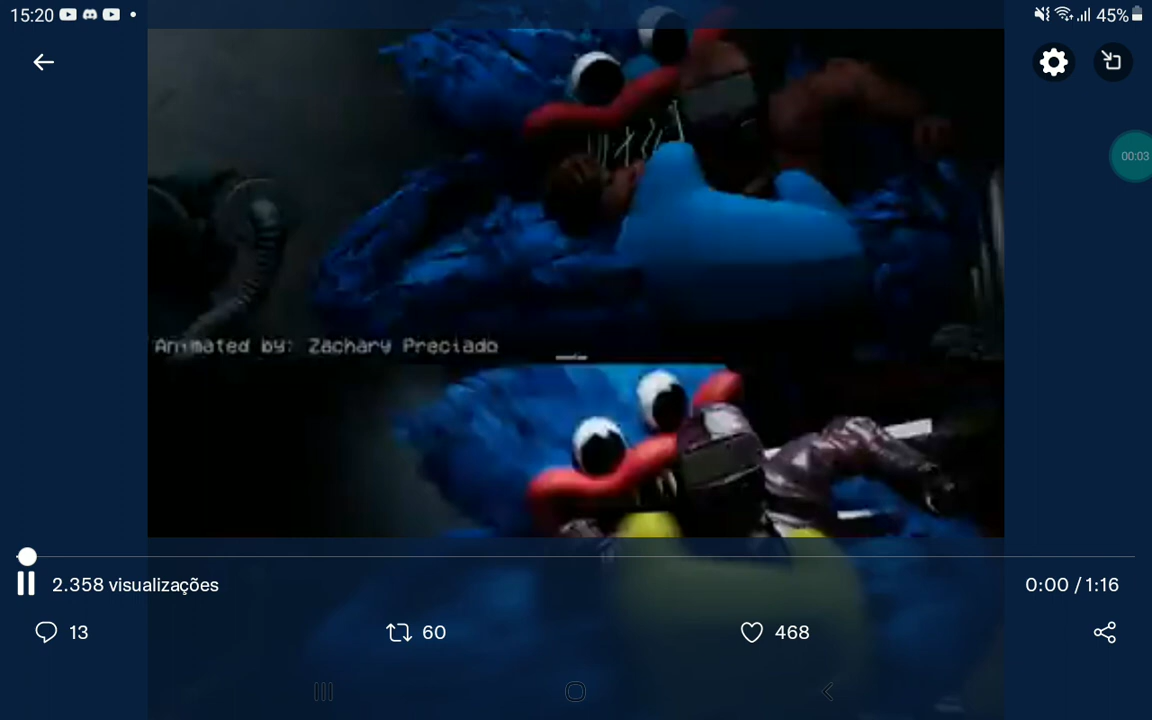 15:20
45%
00:03
Animated by: Zachary Preciado
2.358 visualizações
0:00 / 1:16
13
60
468